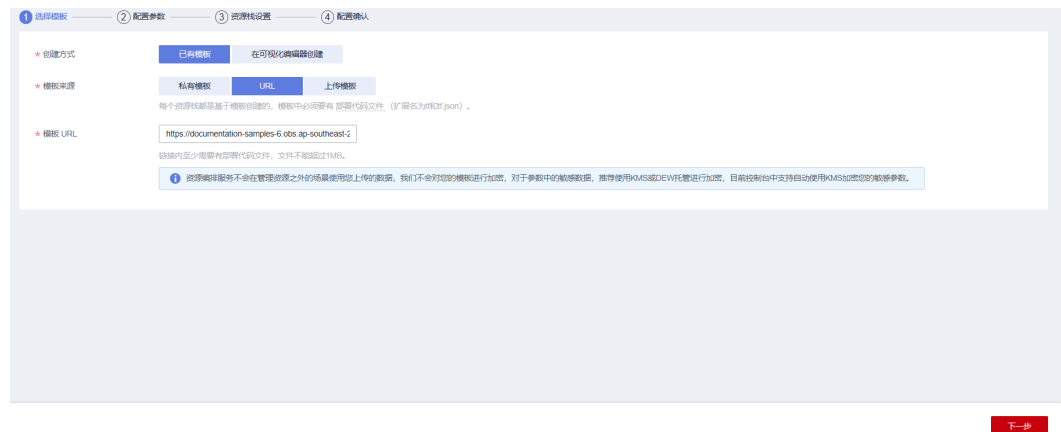 1 选择模板 2 配置参数 3 资源栈设置 4 配置确认
* 创建方式 已有模板 在可视化编辑器创建
* 模板来源 私有模板 URL 上传模板
每个资源栈都是基于模板创建的，模板中必须要有 部署代码文件（扩展名为tf和tf.json）。
* 模板 URL https://documentation-samples-6.obs.ap-southeast-2
链接内至少需要有部署代码文件，文件不能超过1MB。
资源编排服务不会在管理资源之外的场景使用您上传的数据，我们不会对您的模板进行加密，对于参数中的敏感数据，推荐使用KMS或DEW托管进行加密，目前控制台中支持自动使用KMS加密您的敏感参数。
下一步